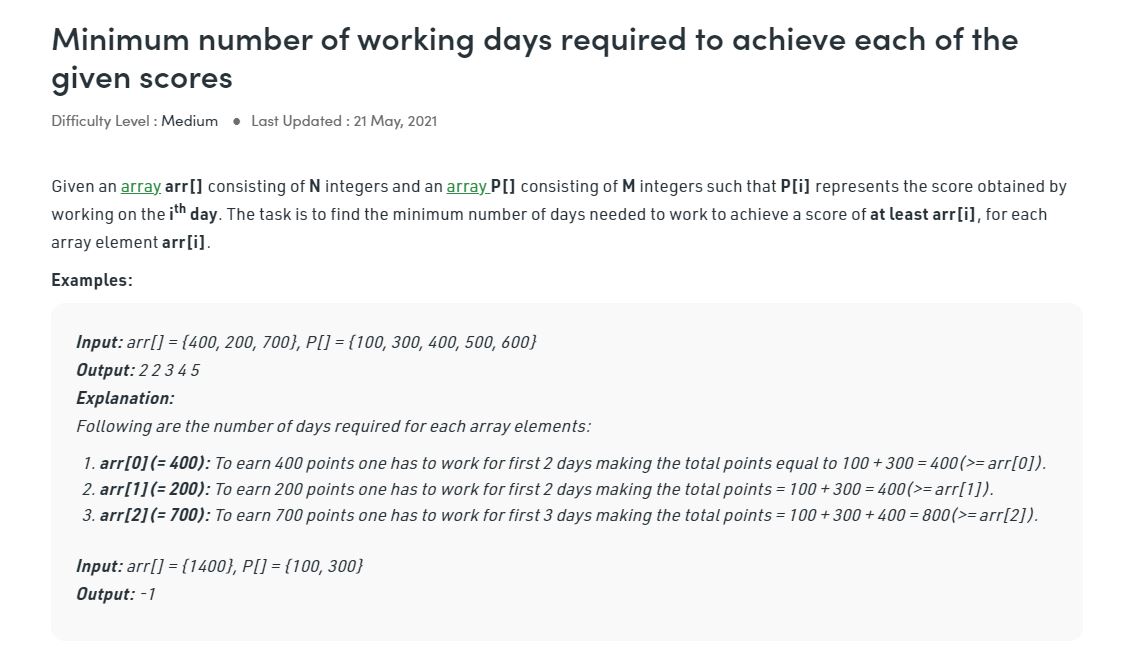 Minimum number of working days required to achieve each of the
given scores
Difficulty Level : Medium ● Last Updated : 21 May, 2021
Given an array arr[] consisting of N integers and an array P[] consisting of M integers such that P[i] represents the score obtained by
working on the ith day. The task is to find the minimum number of days needed to work to achieve a score of at least arr[i], for each
array element arr[i].
Examples:
Input: arr[] = {400, 200, 700}, P[] = {100, 300, 400, 500, 600}
Output: 2 2 3 4 5
Explanation:
Following are the number of days required for each array elements:
1. arr[0](= 400): To earn 400 points one has to work for first 2 days making the total points equal to 100 + 300 = 400(>= arr[0]).
2. arr[1](= 200): To earn 200 points one has to work for first 2 days making the total points = 100 + 300 = 400(>= arr[1]).
3. arr[2](= 700): To earn 700 points one has to work for first 3 days making the total points = 100 + 300 + 400 = 800(>= arr[2]).
Input: arr[] = {1400}, P[] = {100, 300}
Output: -1